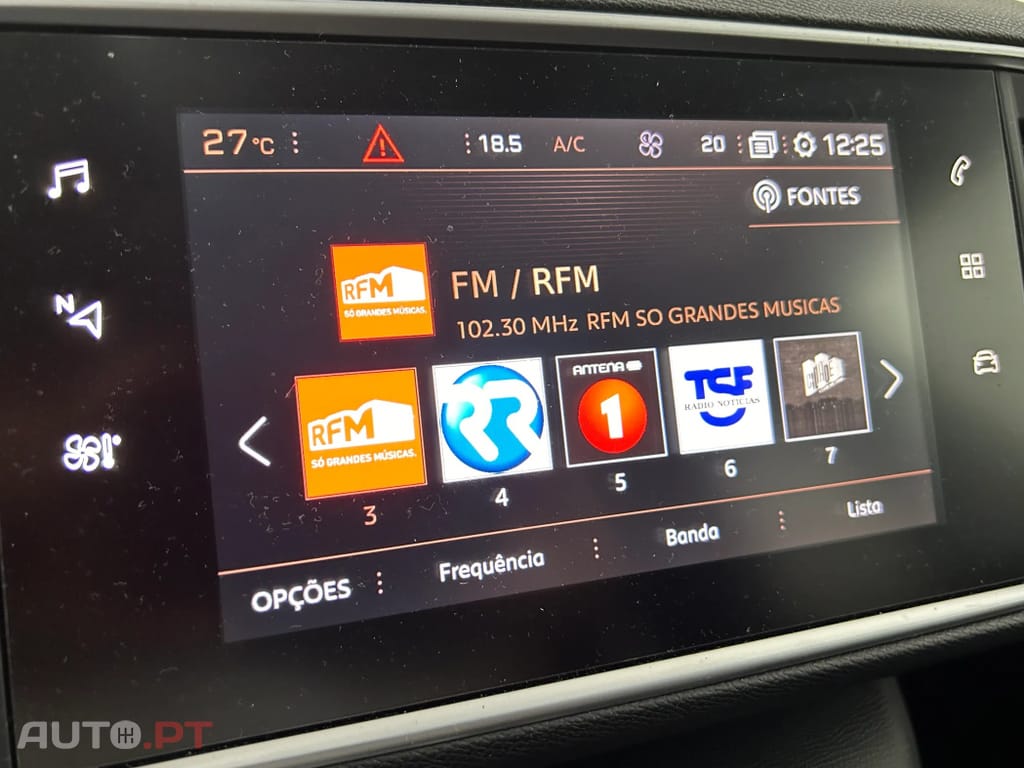 27 °C 18.5 A/C 20 12:25
FONTES
RFM
SÓ GRANDES MÚSICAS.
FM / RFM
102.30 MHz RFM SO GRANDES MUSICAS
RFM
SÓ GRANDES MÚSICAS.
RR
ANTENA
1
TSF
RADIO NOTICIAS
3 4 5 6 7
OPÇÕES Frequência Banda Lista
N
AUTO.PT